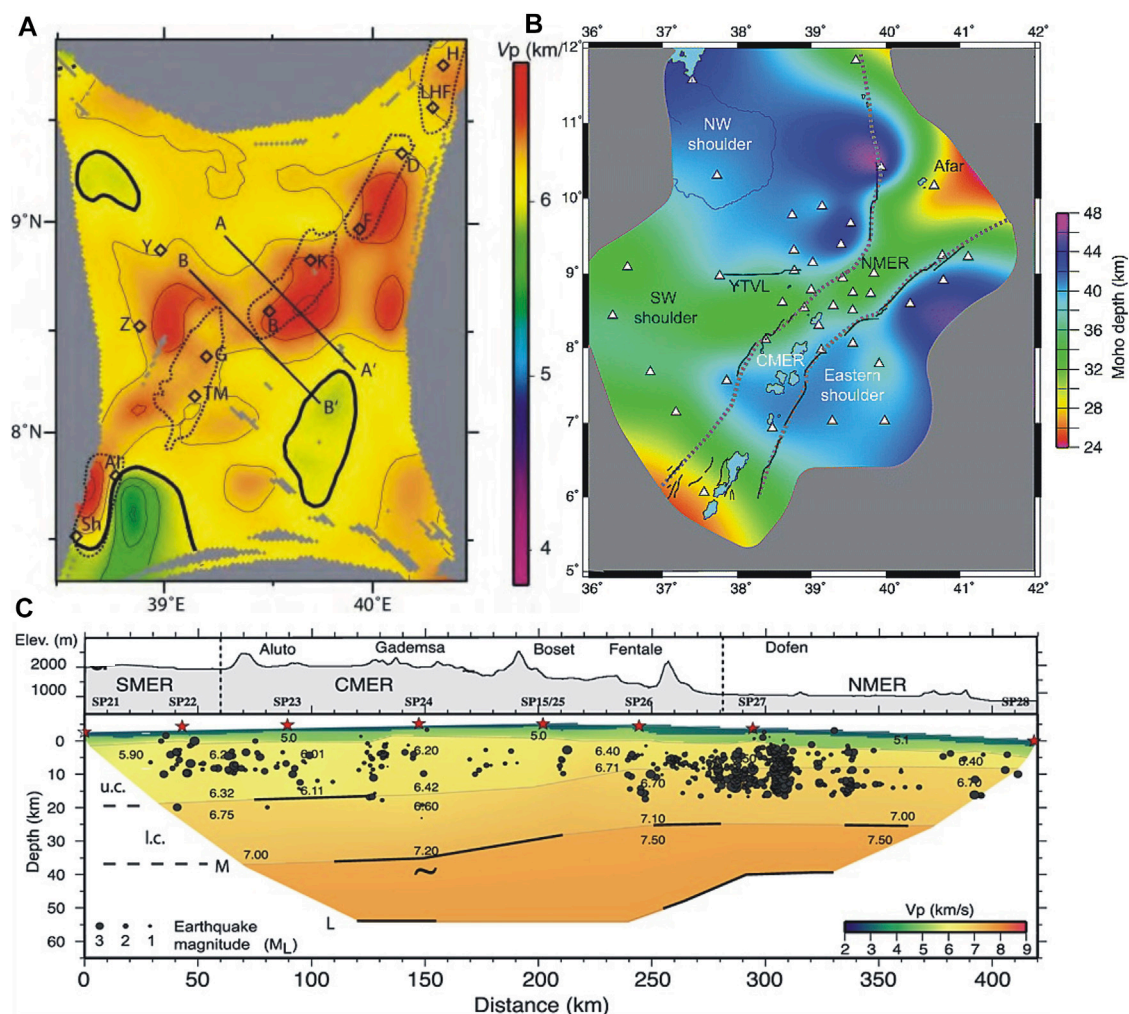 A
Vp (km/
6
5
4
H
LHF
D
F
9°N
Y
A
B
K
B
Z
G
A'
TM
B'
8°N
Al
Sh
39°E
40°E
B
36° 37° 38° 39° 40° 41° 42°
12°
11°
10°
9°
8°
7°
6°
5°
NW
shoulder
Afar
NMER
YTVL
SW
shoulder
CMER
Eastern
shoulder
36° 37° 38° 39° 40° 41° 42°
48
44
40
36
32
28
24
Moho depth (km)
C
Elev. (m)
2000
1000
Aluto Gademsa Boset Fentale Dofen
SMER CMER NMER
SP21 SP22 SP23 SP24 SP15/25 SP26 SP27 SP28
0
10
20
30
40
50
60
Depth (km)
5.0 5.0 5.1
5.90 6.01 6.20 6.40 6.40
6.71
6.32 6.11 6.42 6.70 6.70
6.75 6.60
7.10 7.00
7.00 7.20 7.50 7.50
u.c.
l.c.
M
L
3 2 1
Earthquake
magnitude (ML)
Vp (km/s)
2 3 4 5 6 7 8 9
0 50 100 150 200 250 300 350 400
Distance (km)